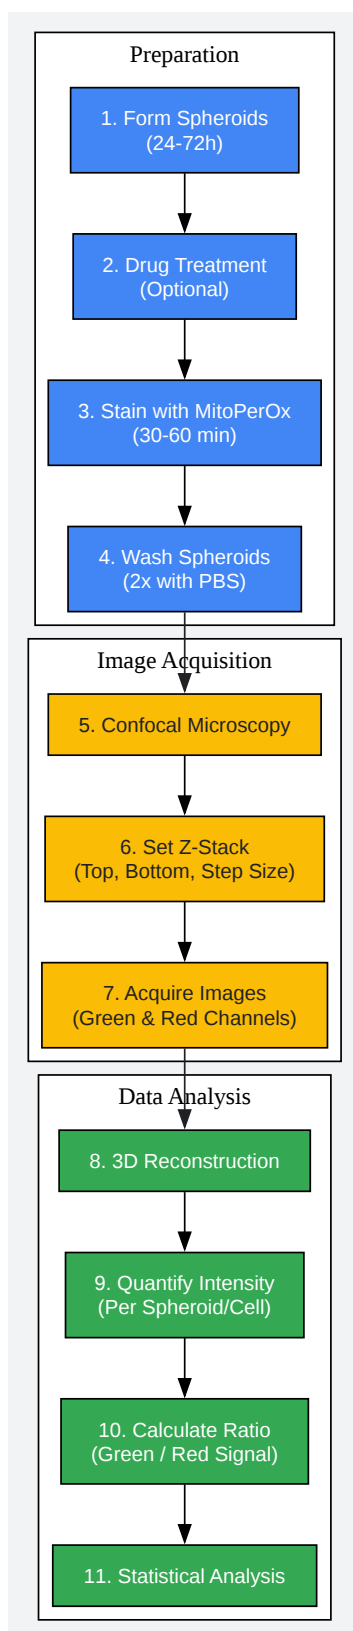 Preparation
1. Form Spheroids
(24-72h)
2. Drug Treatment
(Optional)
3. Stain with MitoPerOx
(30-60 min)
4. Wash Spheroids
(2x with PBS)
Image Acquisition
5. Confocal Microscopy
6. Set Z-Stack
(Top, Bottom, Step Size)
7. Acquire Images
(Green & Red Channels)
Data Analysis
8. 3D Reconstruction
9. Quantify Intensity
(Per Spheroid/Cell)
10. Calculate Ratio
(Green / Red Signal)
11. Statistical Analysis